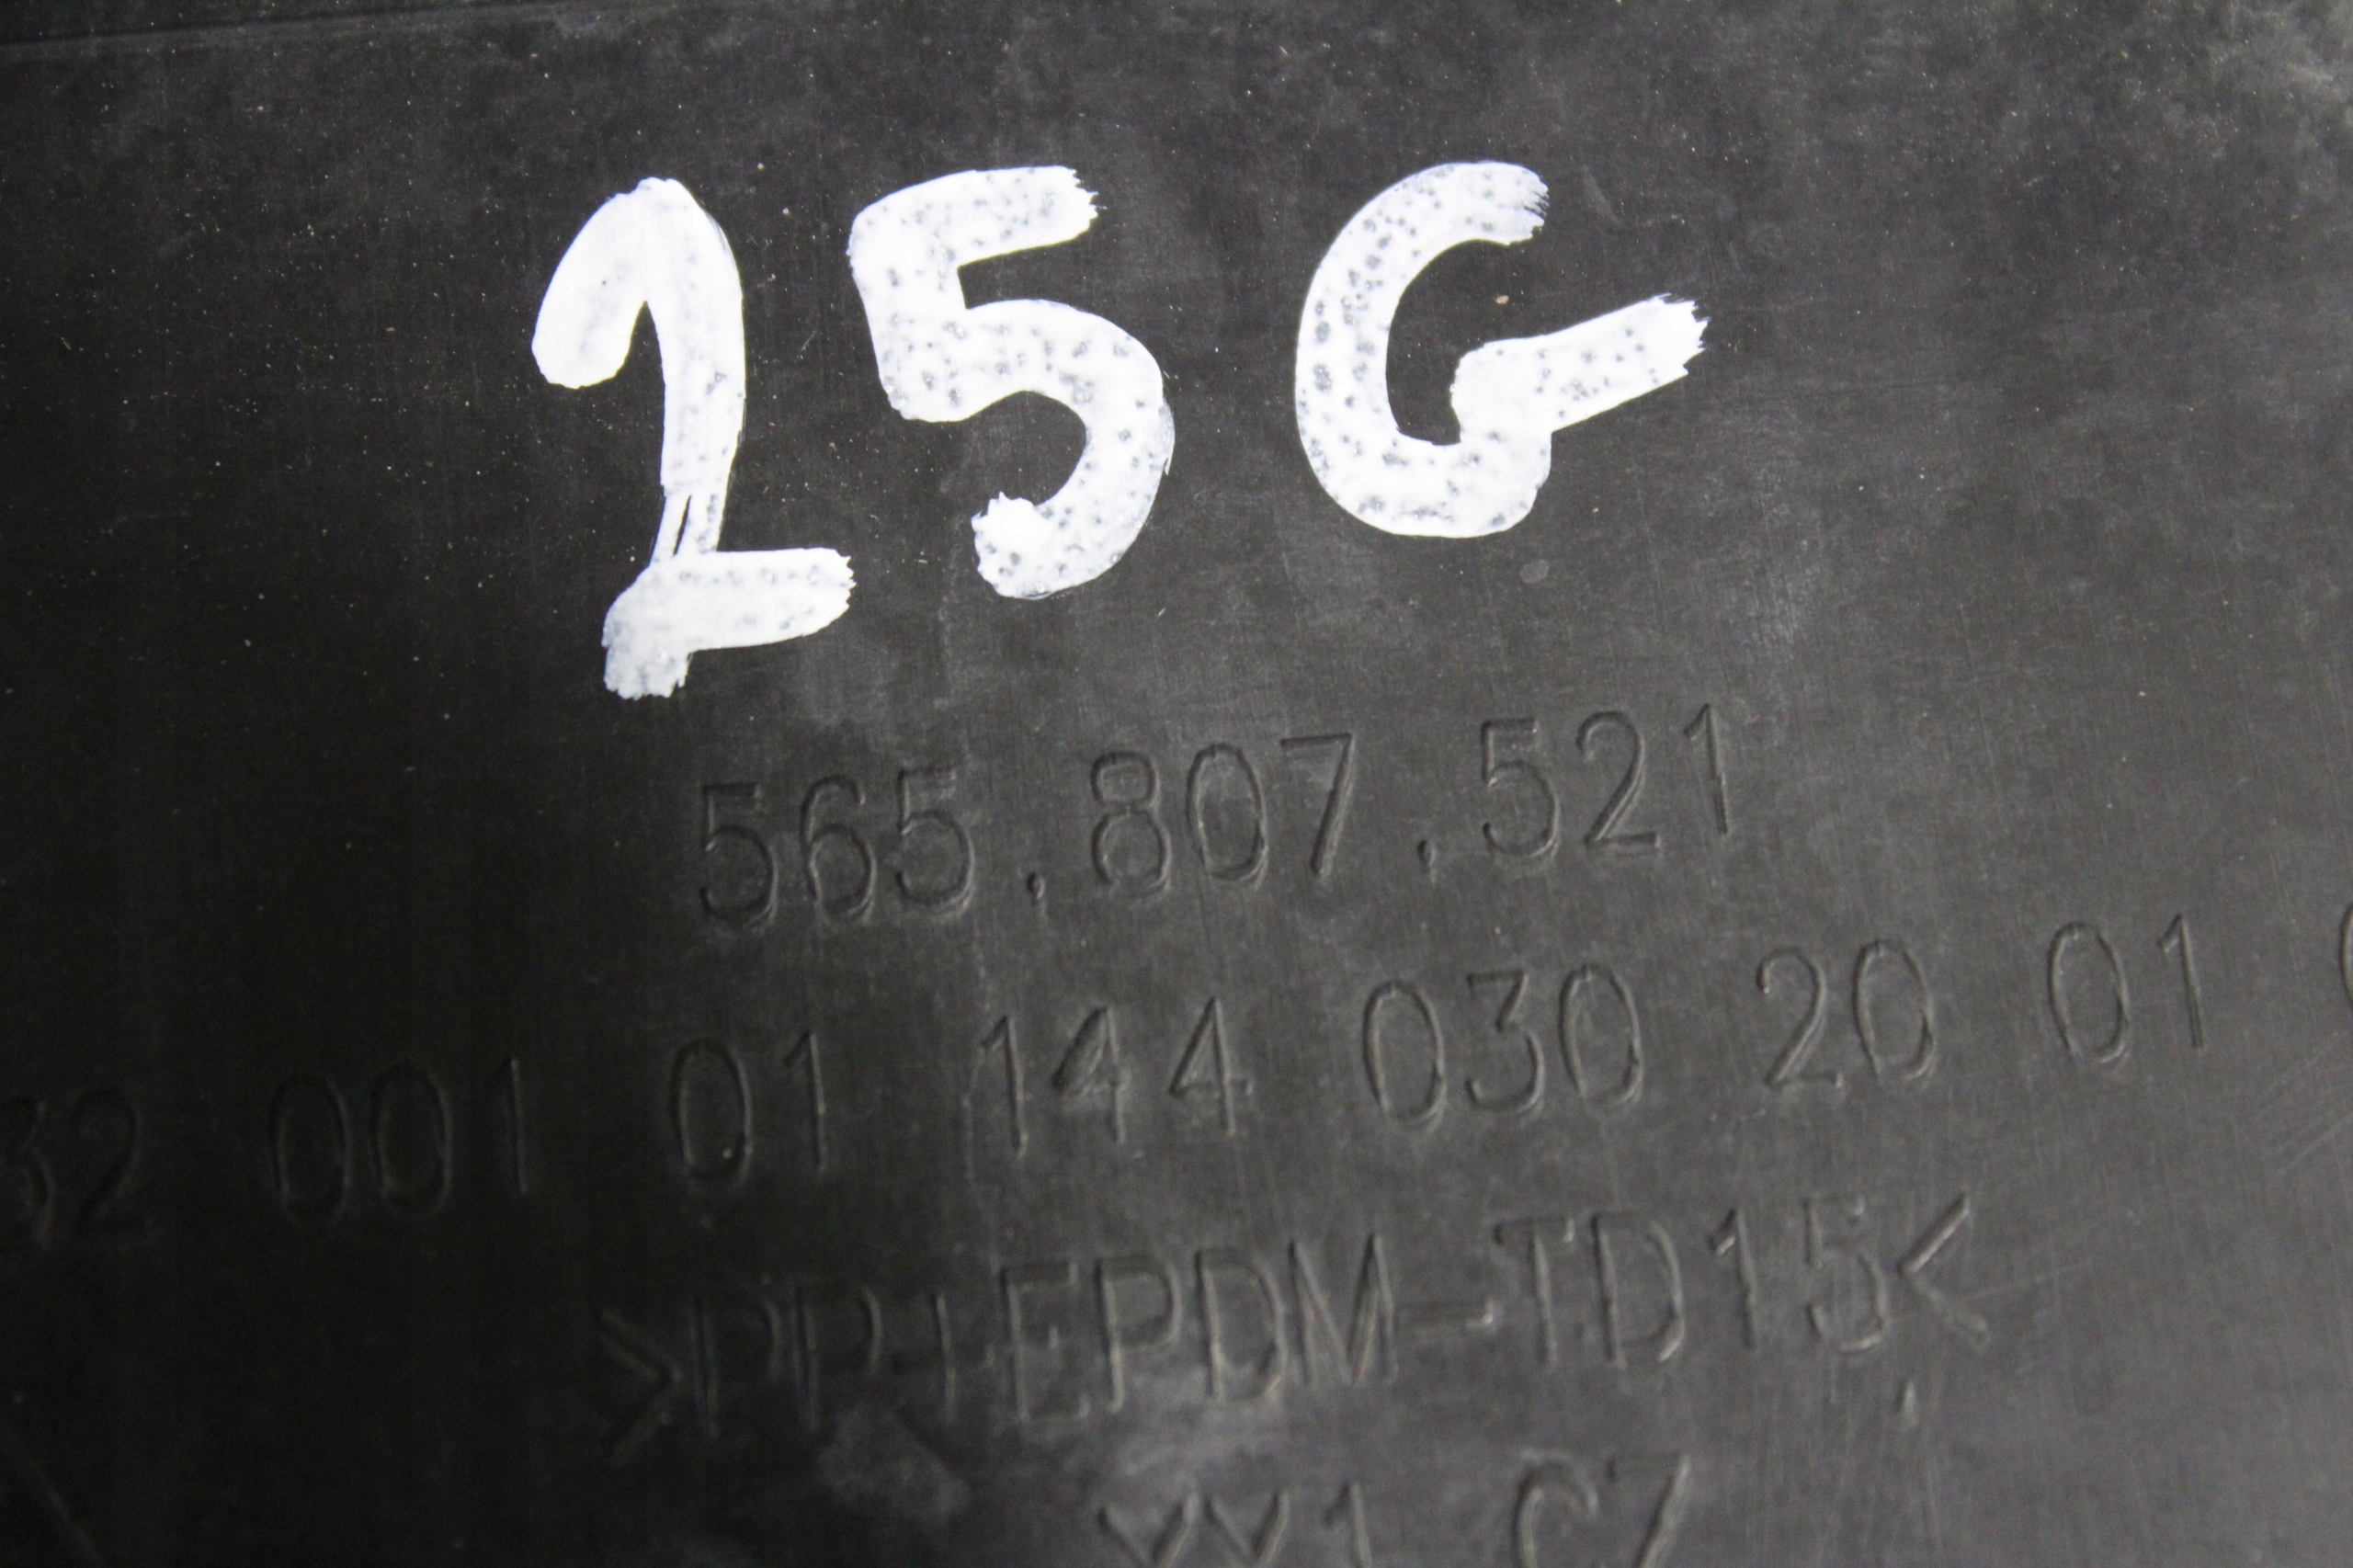 25G
565.807.521
32 001 01 144 030 20 01
>PP+EPDM-TD15<